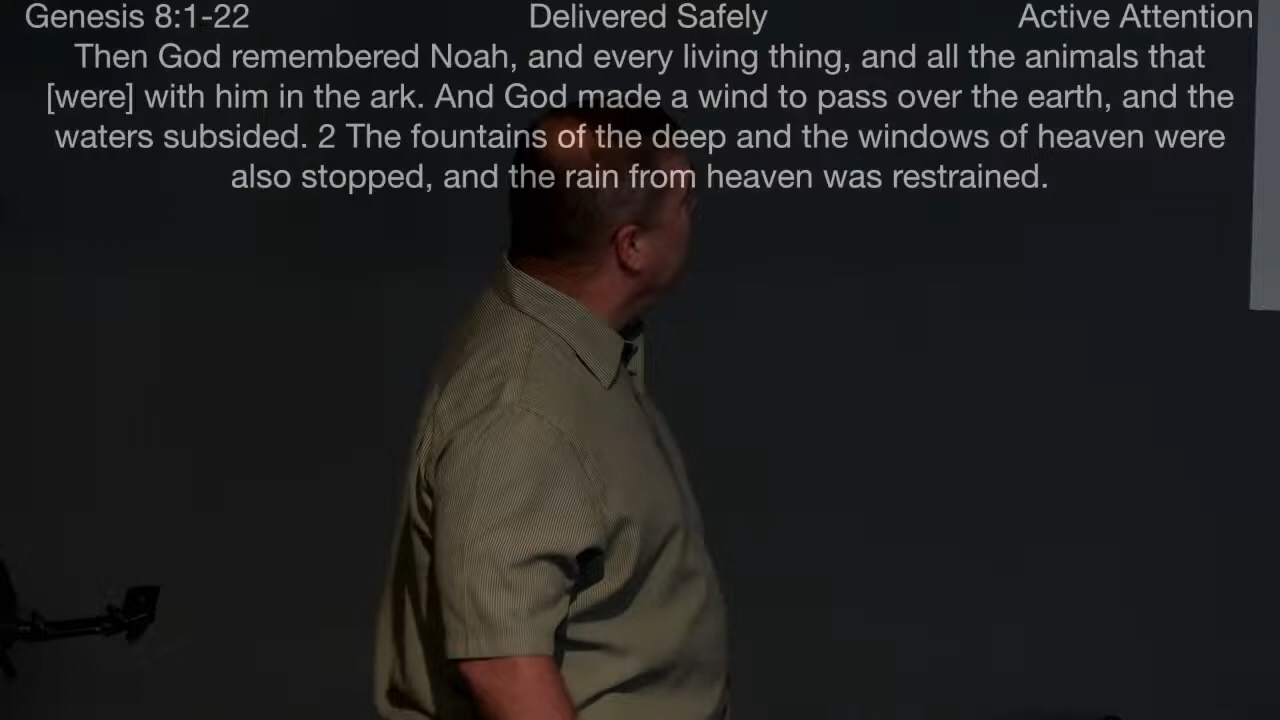 Genesis 8:1-22 Delivered Safely Active Attention
Then God remembered Noah, and every living thing, and all the animals that
[were] with him in the ark. And God made a wind to pass over the earth, and the
waters subsided. 2 The fountains of the deep and the windows of heaven were
also stopped, and the rain from heaven was restrained.